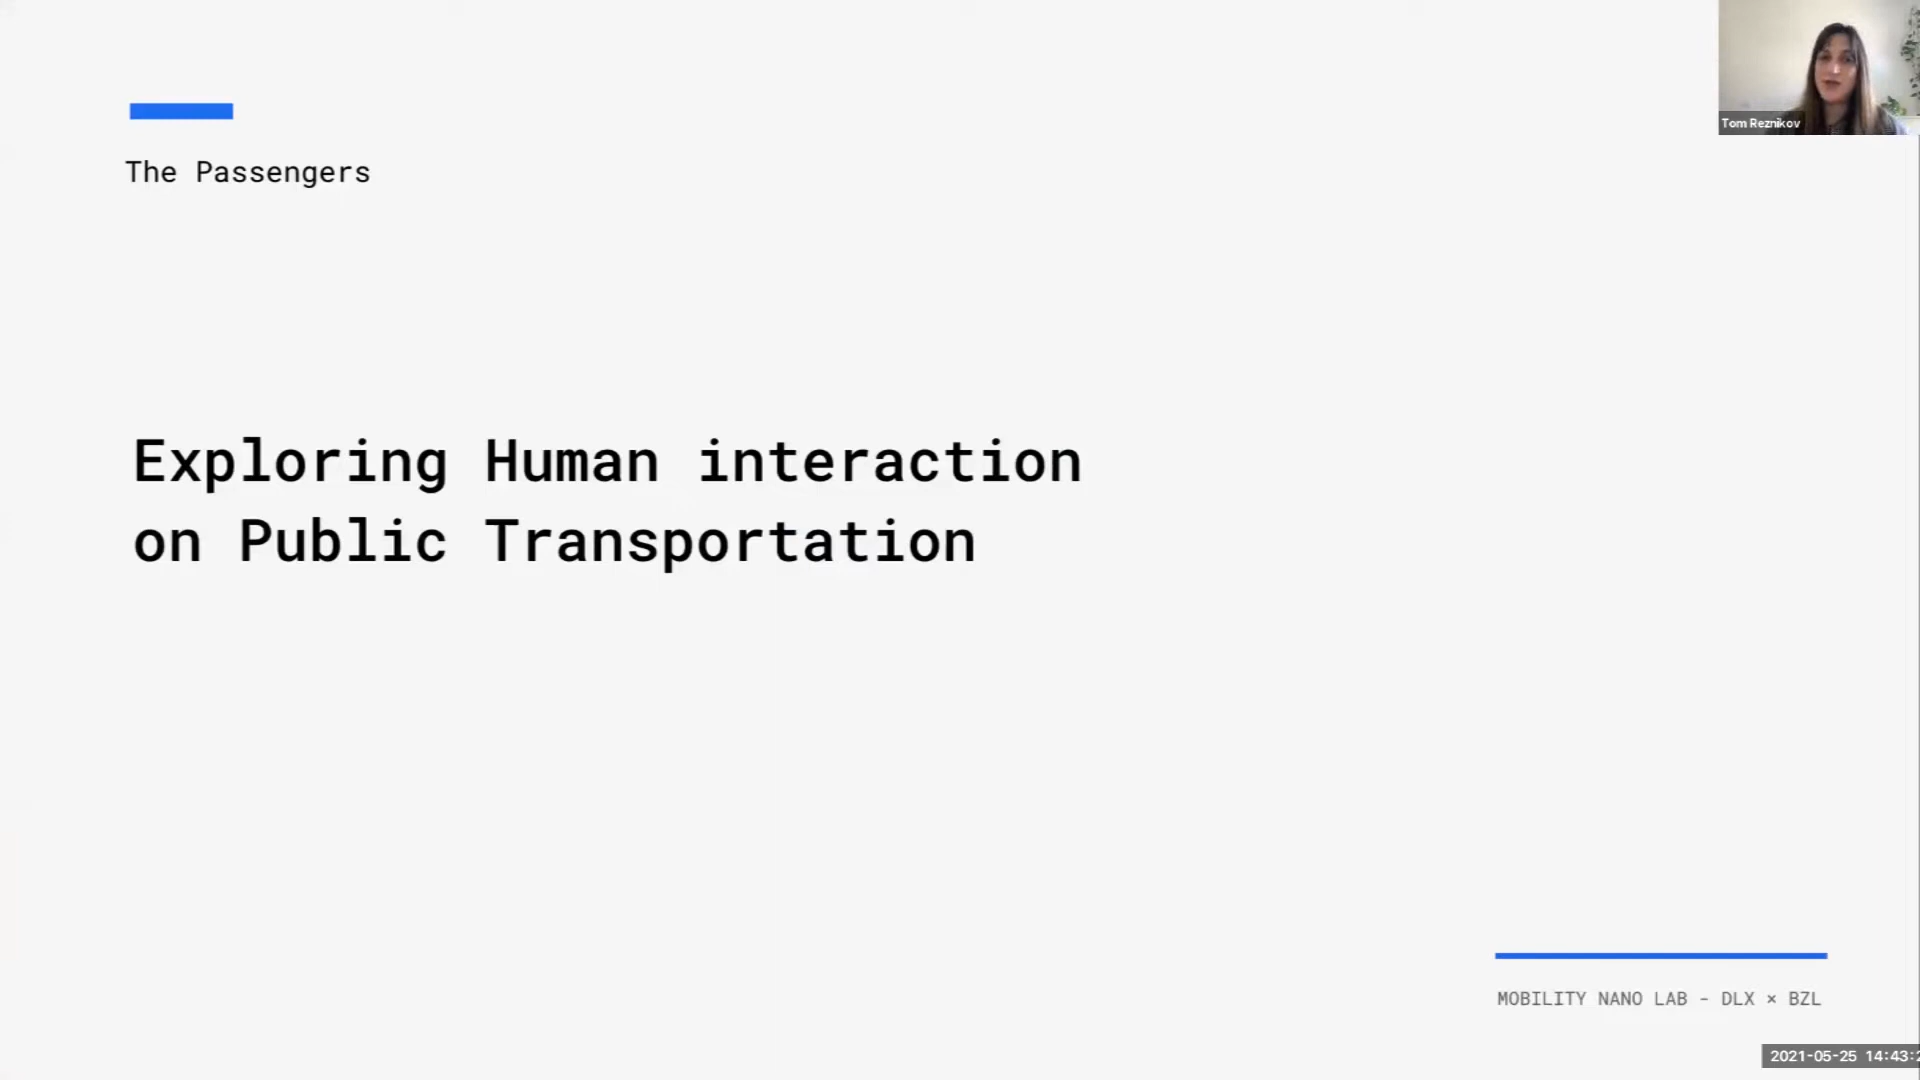 Tom Reznikov
The Passengers
Exploring Human interaction
on Public Transportation
MOBILITY NANO LAB - DLX × BZL
2021-05-25 14:43:2